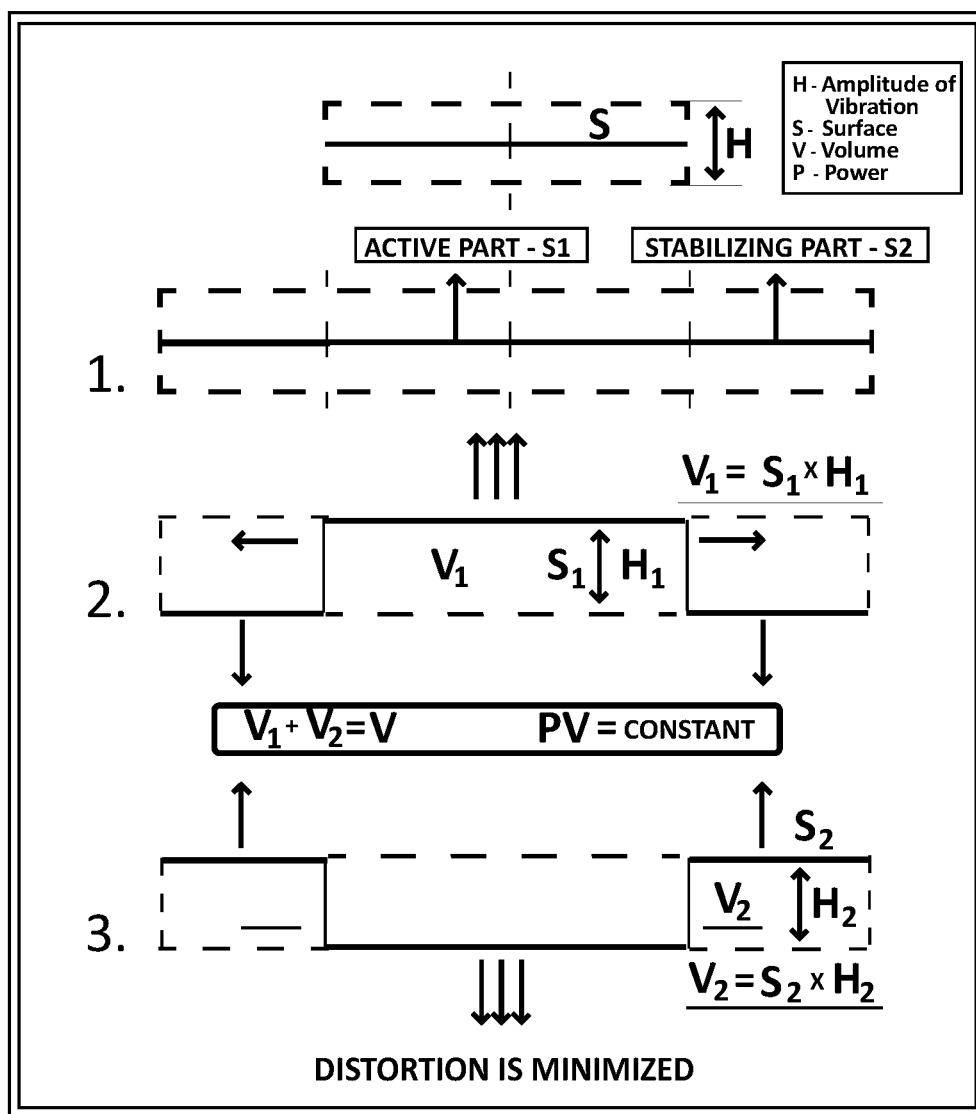 H - Amplitude of
Vibration
S - Surface
V - Volume
P - Power
S
H
ACTIVE PART - S1
STABILIZING PART - S2
1.
V₁ = S₁ x H₁
V₁
S₁
H₁
2.
V₁ + V₂ = V
PV = CONSTANT
S₂
V₂
H₂
3.
V₂ = S₂ x H₂
DISTORTION IS MINIMIZED